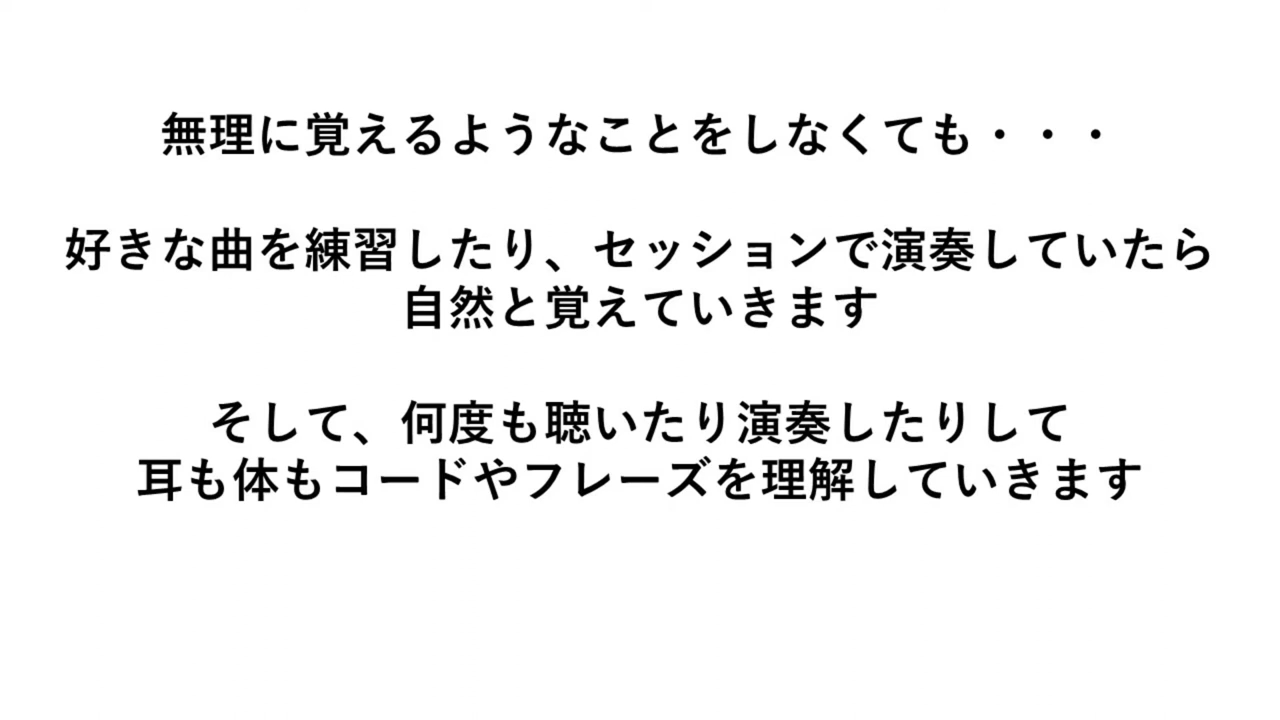 無理に覚えるようなことをしなくても・・・
好きな曲を練習したり、セッションで演奏していたら
自然と覚えていきます
そして、何度も聴いたり演奏したりして
耳も体もコードやフレーズを理解していきます